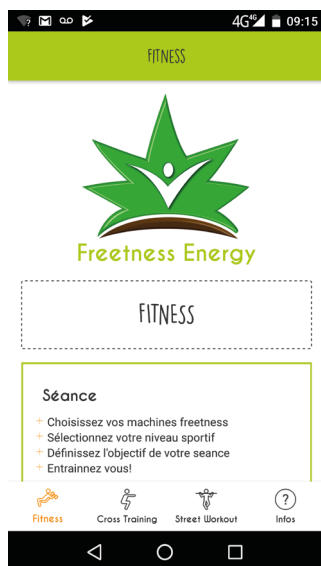 4G 4G 09:15
FITNESS
Freetness Energy
FITNESS
Séance
+ Choisissez vos machines freetness
+ Sélectionnez votre niveau sportif
+ Définissez l'objectif de votre seance
+ Entrainnez vous!
Fitness Cross Training Street Workout Infos